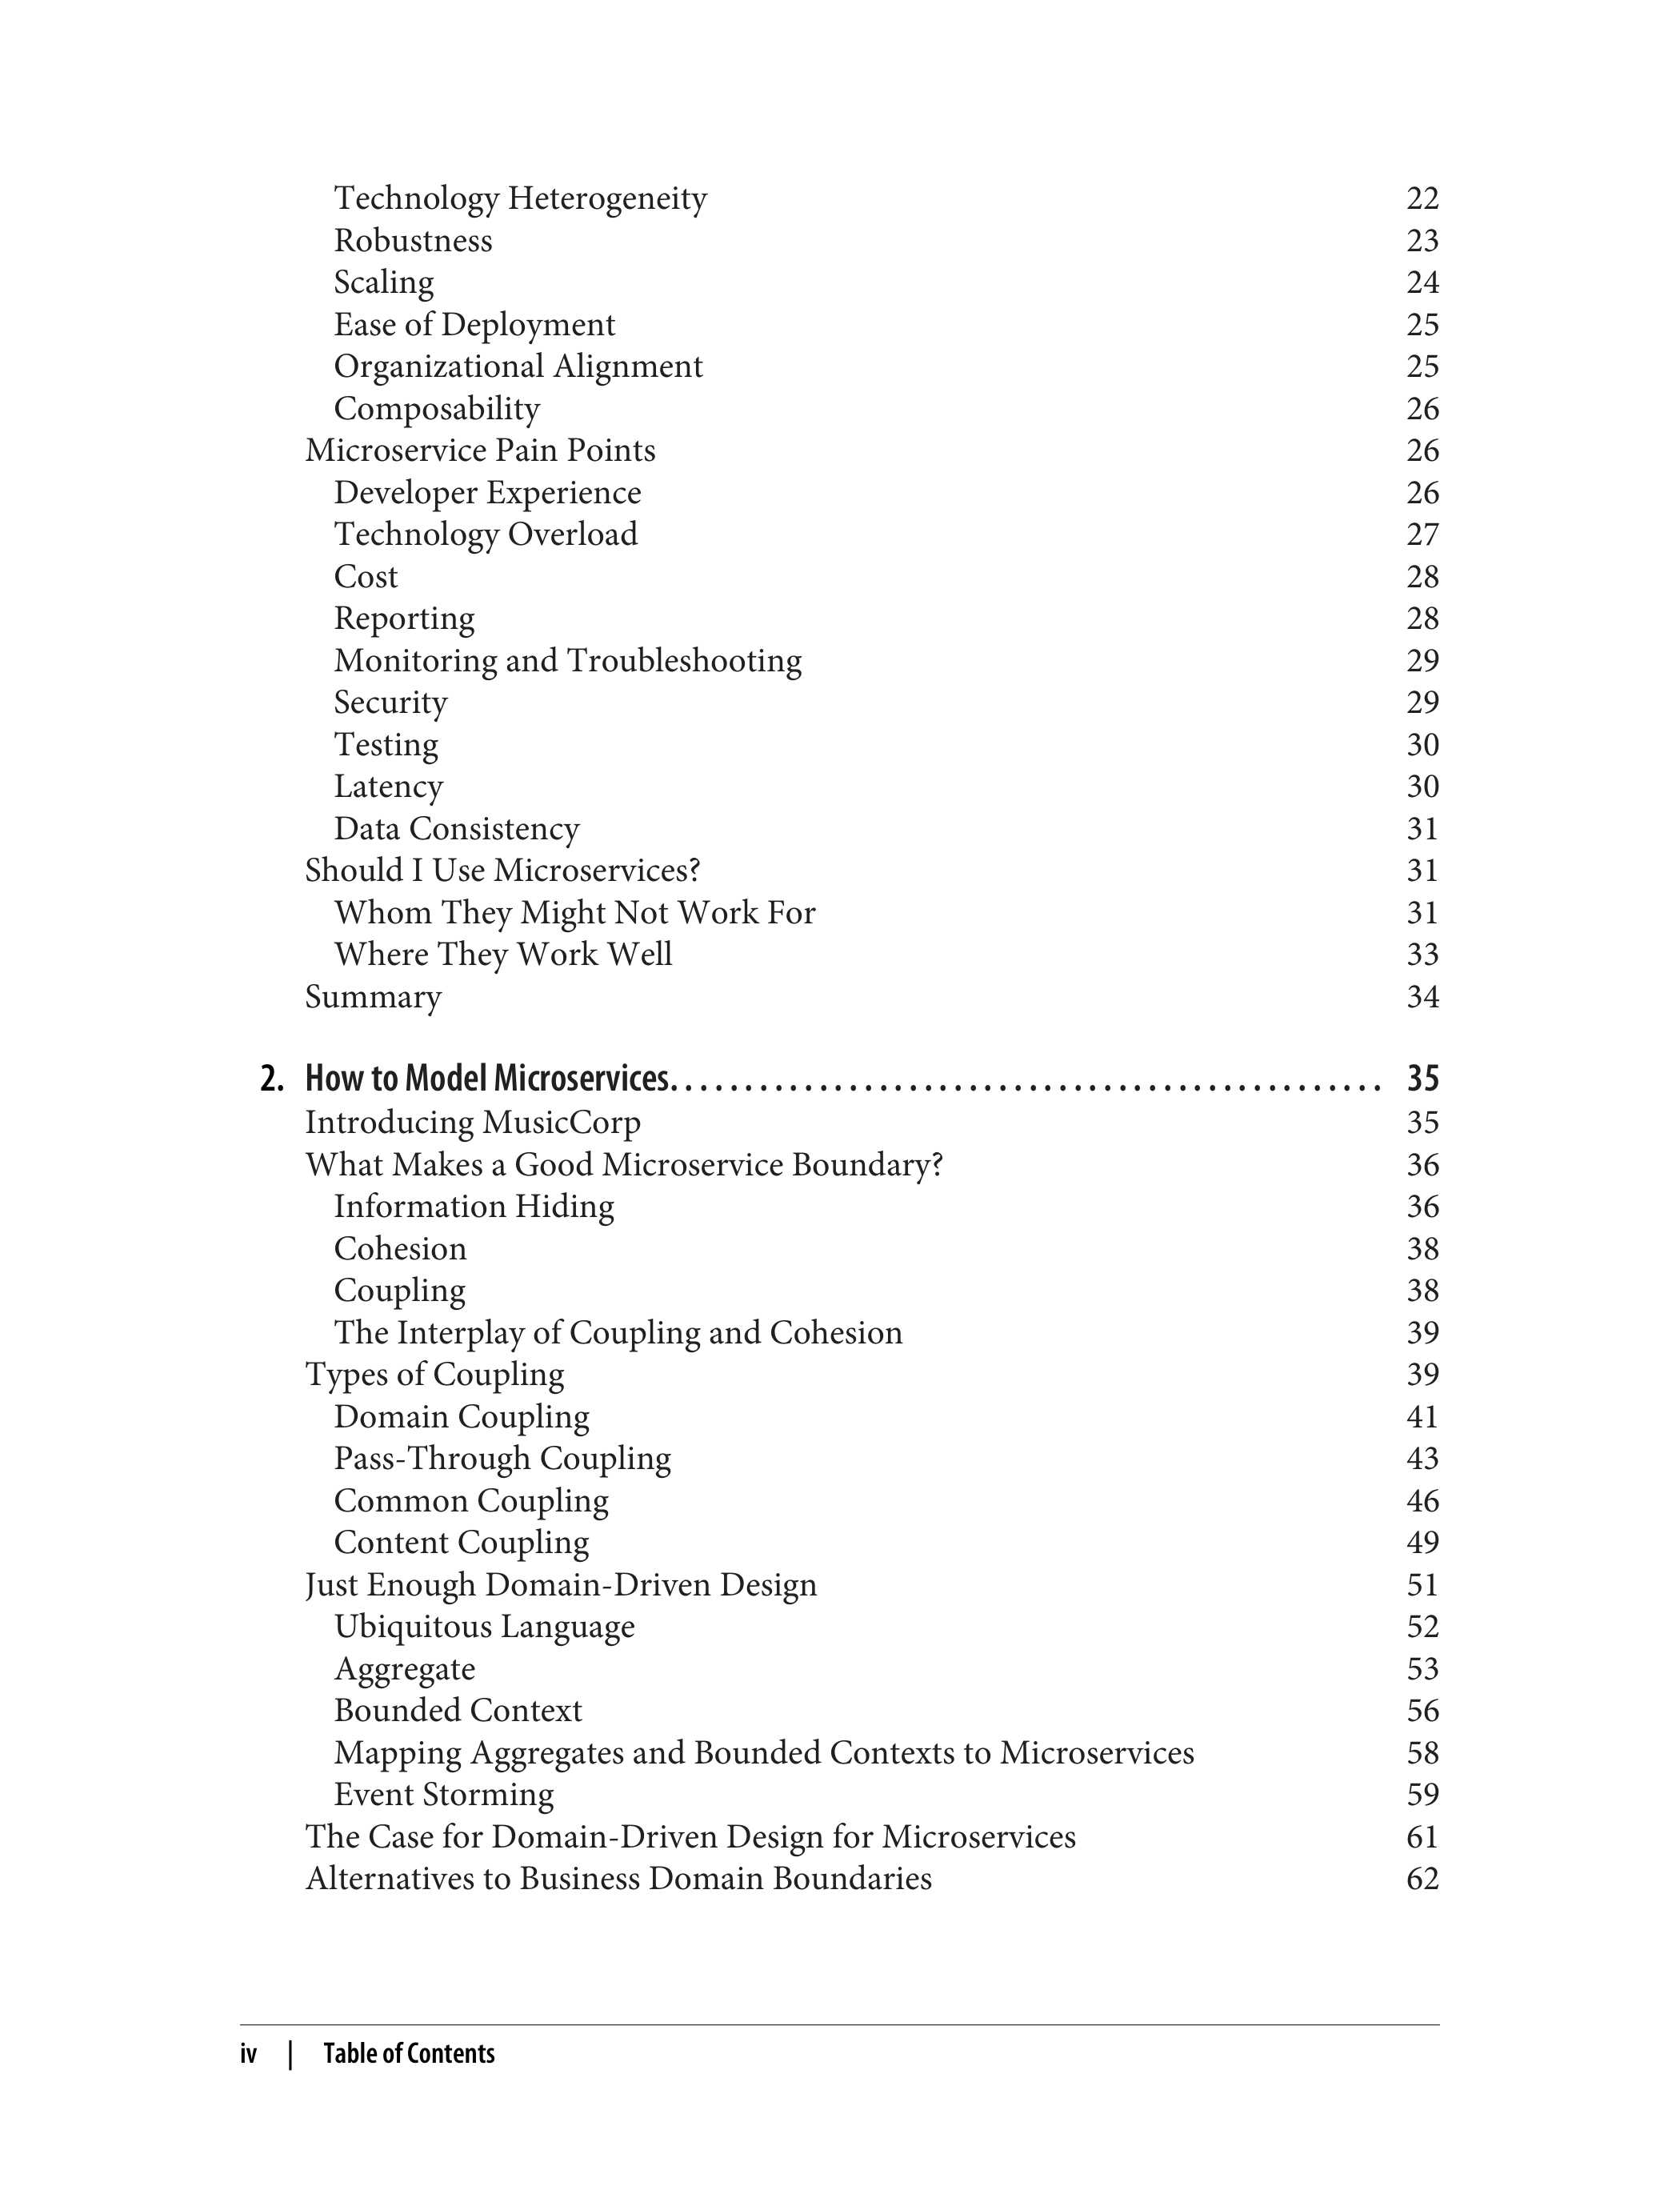 Technology Heterogeneity 22
Robustness 23
Scaling 24
Ease of Deployment 25
Organizational Alignment 25
Composability 26
Microservice Pain Points 26
Developer Experience 26
Technology Overload 27
Cost 28
Reporting 28
Monitoring and Troubleshooting 29
Security 29
Testing 30
Latency 30
Data Consistency 31
Should I Use Microservices? 31
Whom They Might Not Work For 31
Where They Work Well 33
Summary 34
2. How to Model Microservices. . . . . . . . . . . . . . . . . . . . . . . . . . . . . . . . . . . . . . . . . . . . . . . . 35
Introducing MusicCorp 35
What Makes a Good Microservice Boundary? 36
Information Hiding 36
Cohesion 38
Coupling 38
The Interplay of Coupling and Cohesion 39
Types of Coupling 39
Domain Coupling 41
Pass-Through Coupling 43
Common Coupling 46
Content Coupling 49
Just Enough Domain-Driven Design 51
Ubiquitous Language 52
Aggregate 53
Bounded Context 56
Mapping Aggregates and Bounded Contexts to Microservices 58
Event Storming 59
The Case for Domain-Driven Design for Microservices 61
Alternatives to Business Domain Boundaries 62
iv | Table of Contents